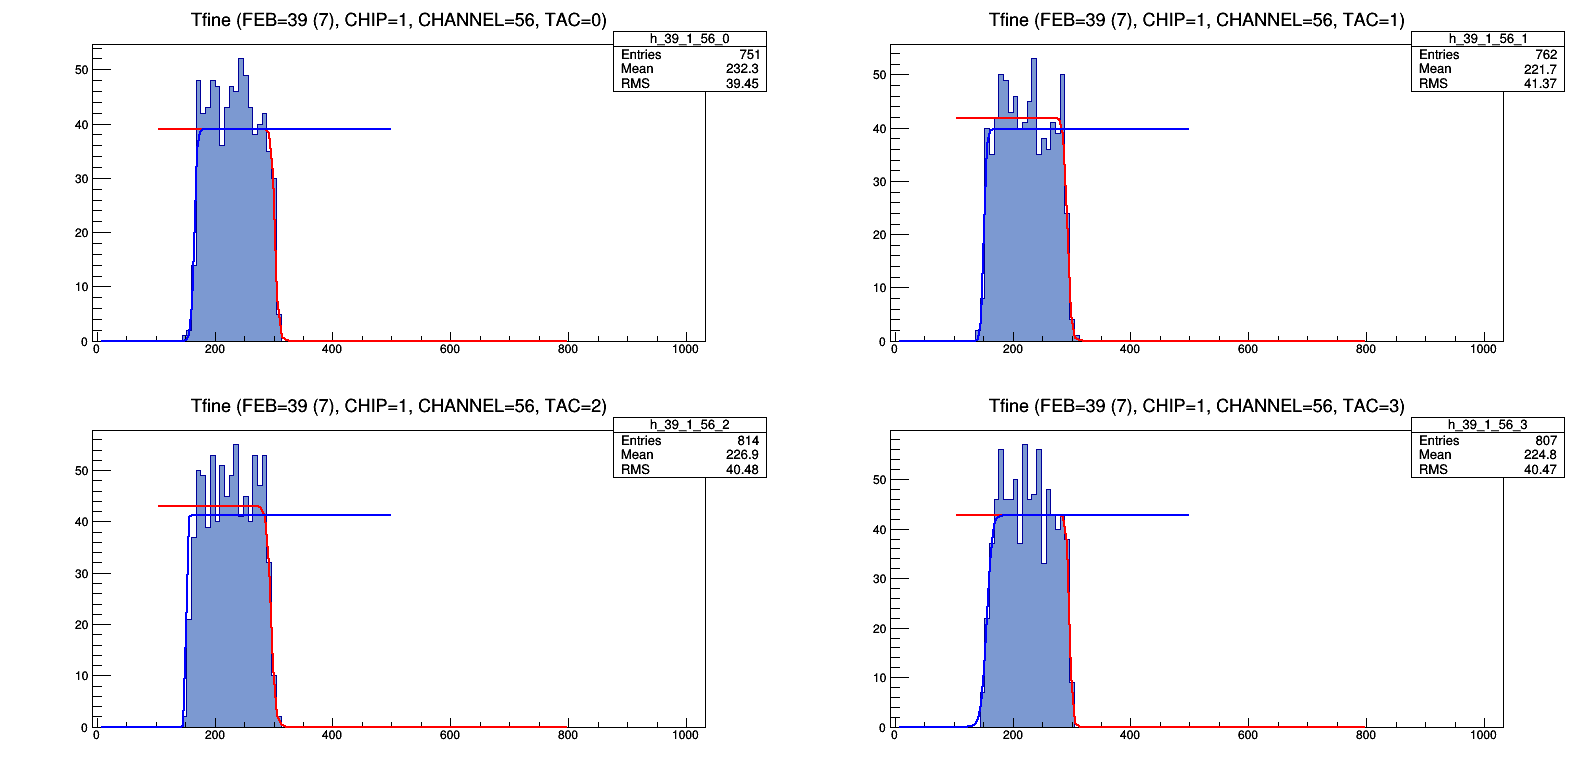 Tfine (FEB=39 (7), CHIP=1, CHANNEL=56, TAC=0)
h_39_1_56_0
Entries 751
Mean 232.3
RMS 39.45
50
40
30
20
10
0
0 200 400 600 800 1000
Tfine (FEB=39 (7), CHIP=1, CHANNEL=56, TAC=1)
h_39_1_56_1
Entries 762
Mean 221.7
RMS 41.37
50
40
30
20
10
0
0 200 400 600 800 1000
Tfine (FEB=39 (7), CHIP=1, CHANNEL=56, TAC=2)
h_39_1_56_2
Entries 814
Mean 226.9
RMS 40.48
50
40
30
20
10
0
0 200 400 600 800 1000
Tfine (FEB=39 (7), CHIP=1, CHANNEL=56, TAC=3)
h_39_1_56_3
Entries 807
Mean 224.8
RMS 40.47
50
40
30
20
10
0
0 200 400 600 800 1000